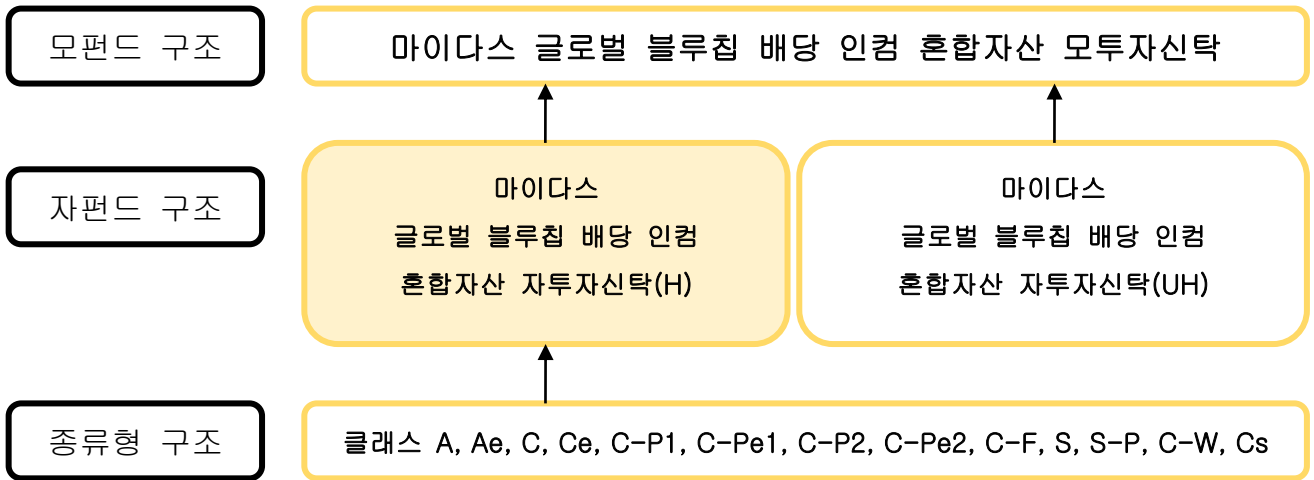 모펀드 구조
마이다스 글로벌 블루칩 배당 인컴 혼합자산 모투자신탁
자펀드 구조
마이다스
글로벌 블루칩 배당 인컴
혼합자산 자투자신탁(H)
마이다스
글로벌 블루칩 배당 인컴
혼합자산 자투자신탁(UH)
종류형 구조
클래스 A, Ae, C, Ce, C-P1, C-Pe1, C-P2, C-Pe2, C-F, S, S-P, C-W, Cs